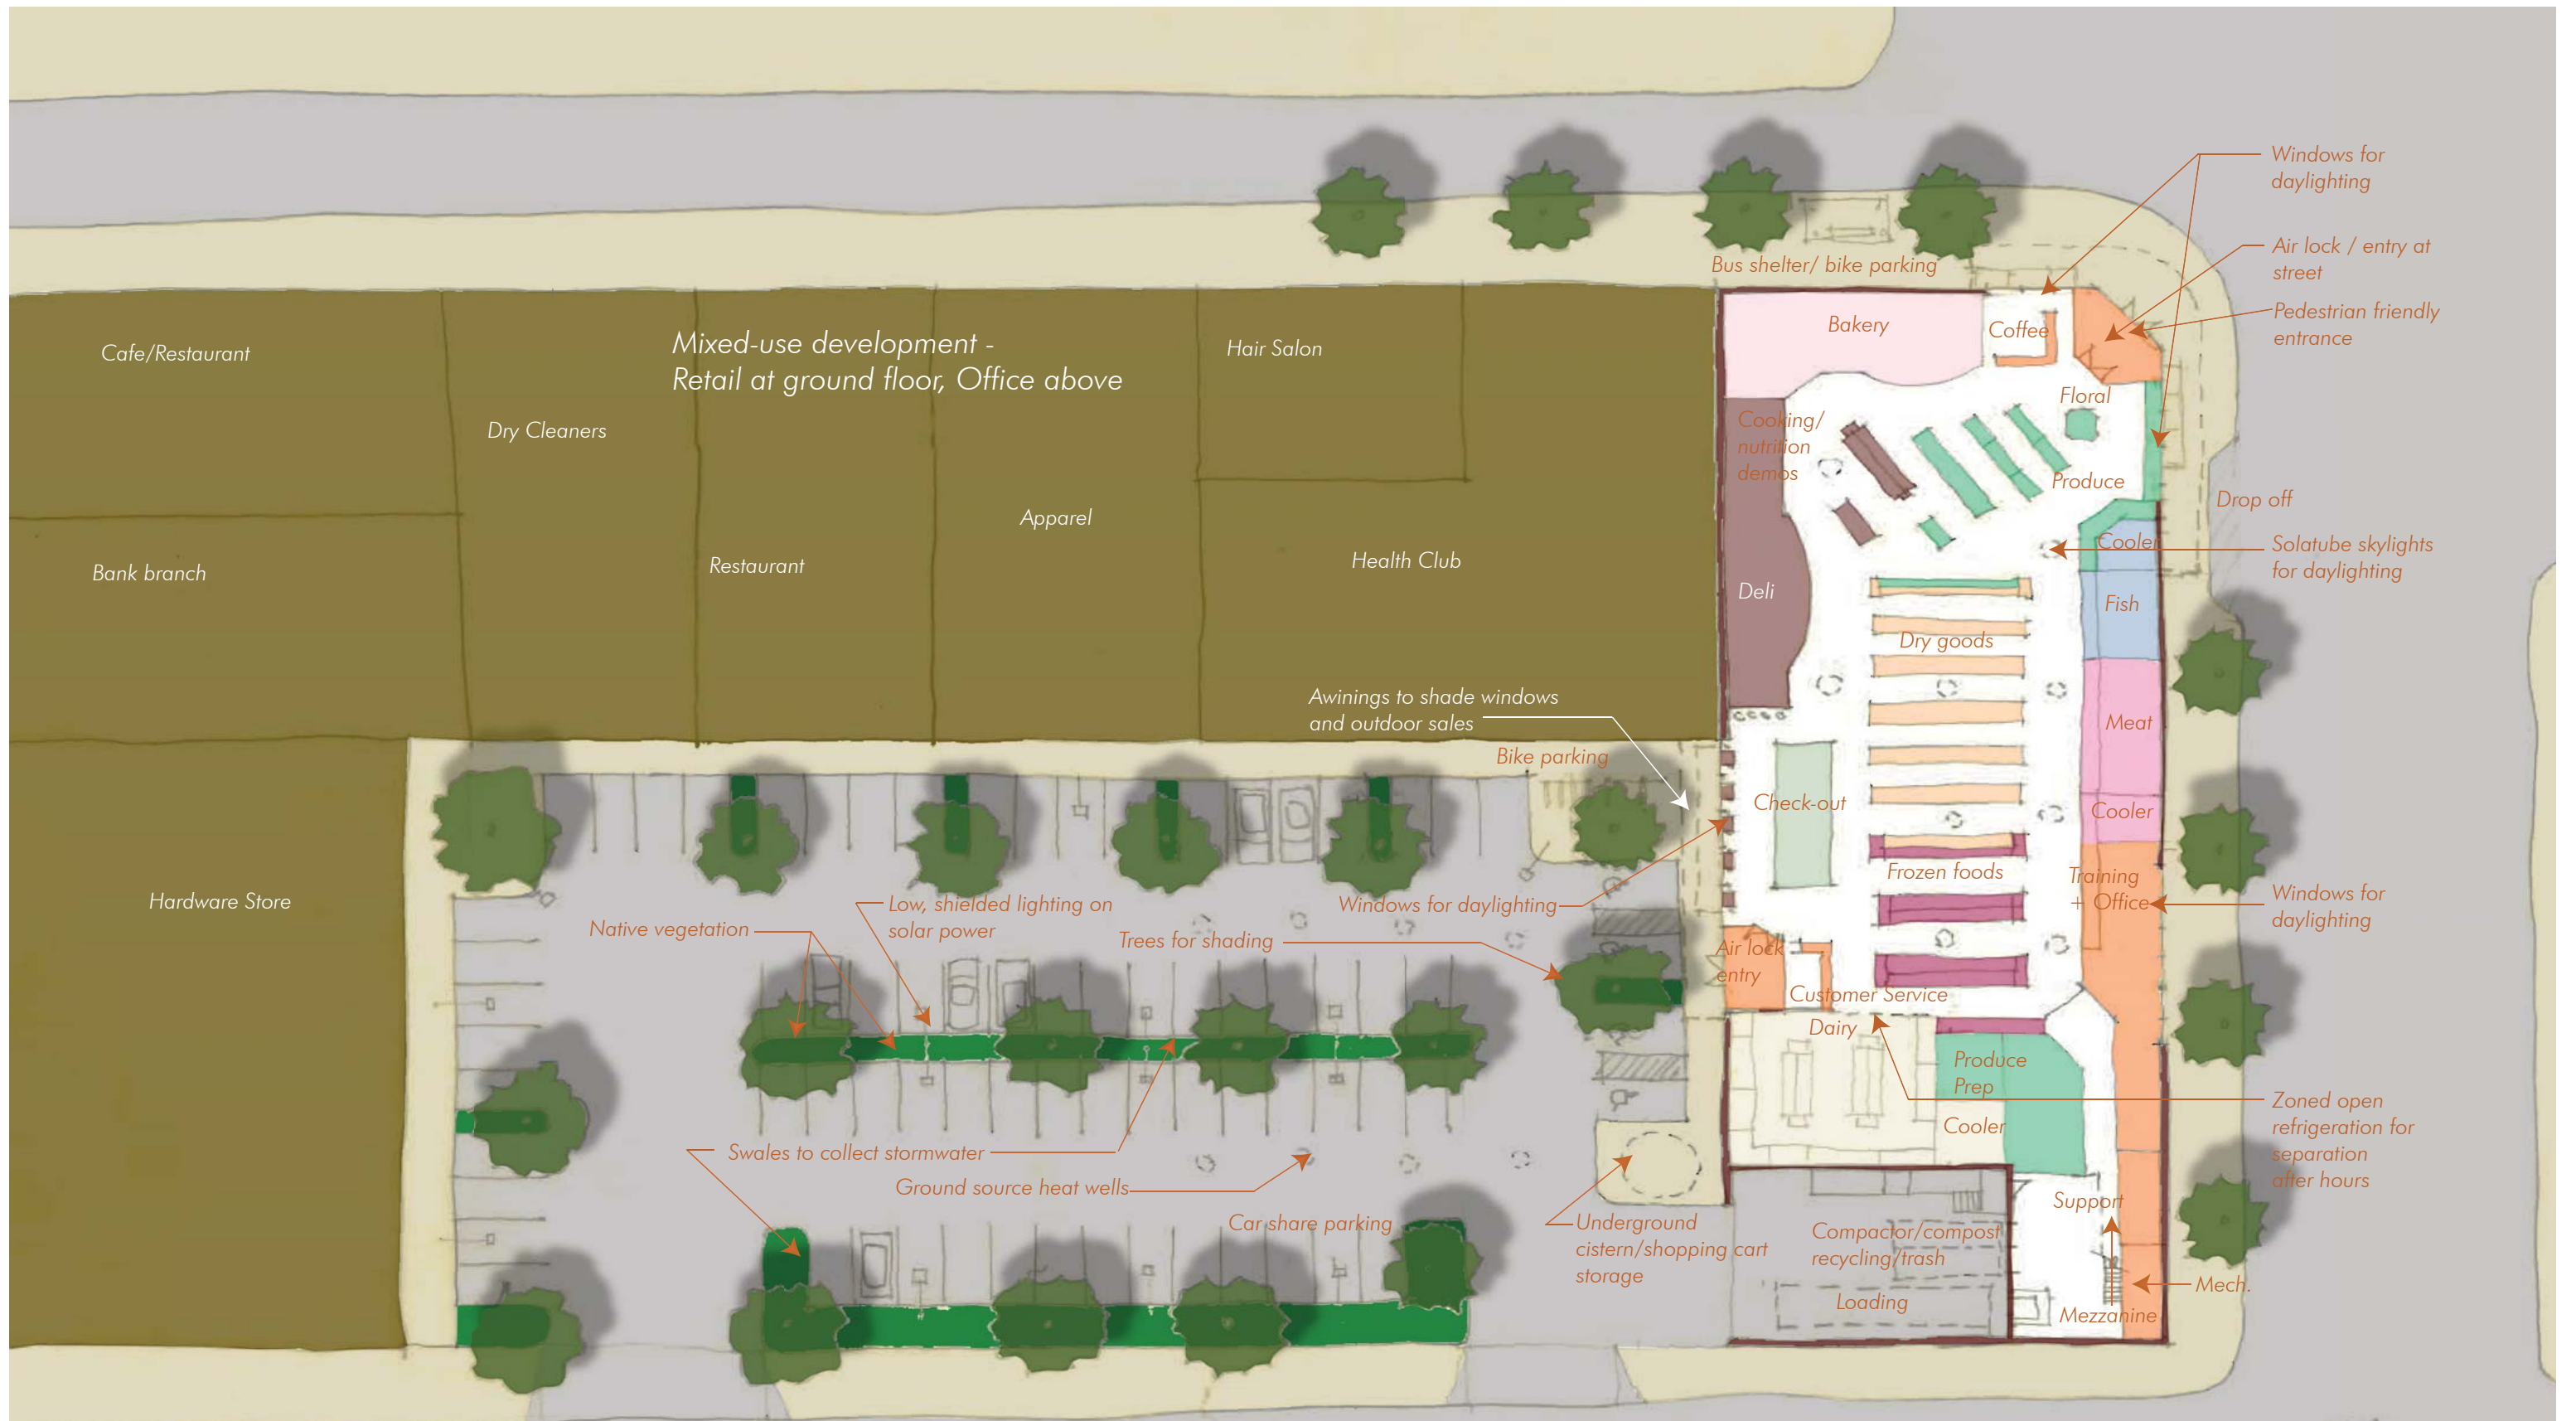 Windows for
daylighting
Air lock / entry at
street
Bus shelter/ bike parking
Pedestrian friendly
entrance
Bakery
Coffee
Cafe/Restaurant
Mixed-use development -
Retail at ground floor, Office above
Hair Salon
Floral
Dry Cleaners
Cooking/
nutrition
demos
Produce
Drop off
Apparel
Cooler
Solatube skylights
for daylighting
Bank branch
Restaurant
Health Club
Deli
Fish
Dry goods
Awinings to shade windows
and outdoor sales
Meat
Bike parking
Check-out
Cooler
Frozen foods
Training
+ Office
Windows for
daylighting
Hardware Store
Low, shielded lighting on
solar power
Windows for daylighting
Native vegetation
Trees for shading
Air lock
entry
Customer Service
Dairy
Produce
Prep
Cooler
Zoned open
refrigeration for
separation
after hours
Swales to collect stormwater
Ground source heat wells
Car share parking
Underground
cistern/shopping cart
storage
Support
Compactor/compost
recycling/trash
Loading
Mech.
Mezzanine